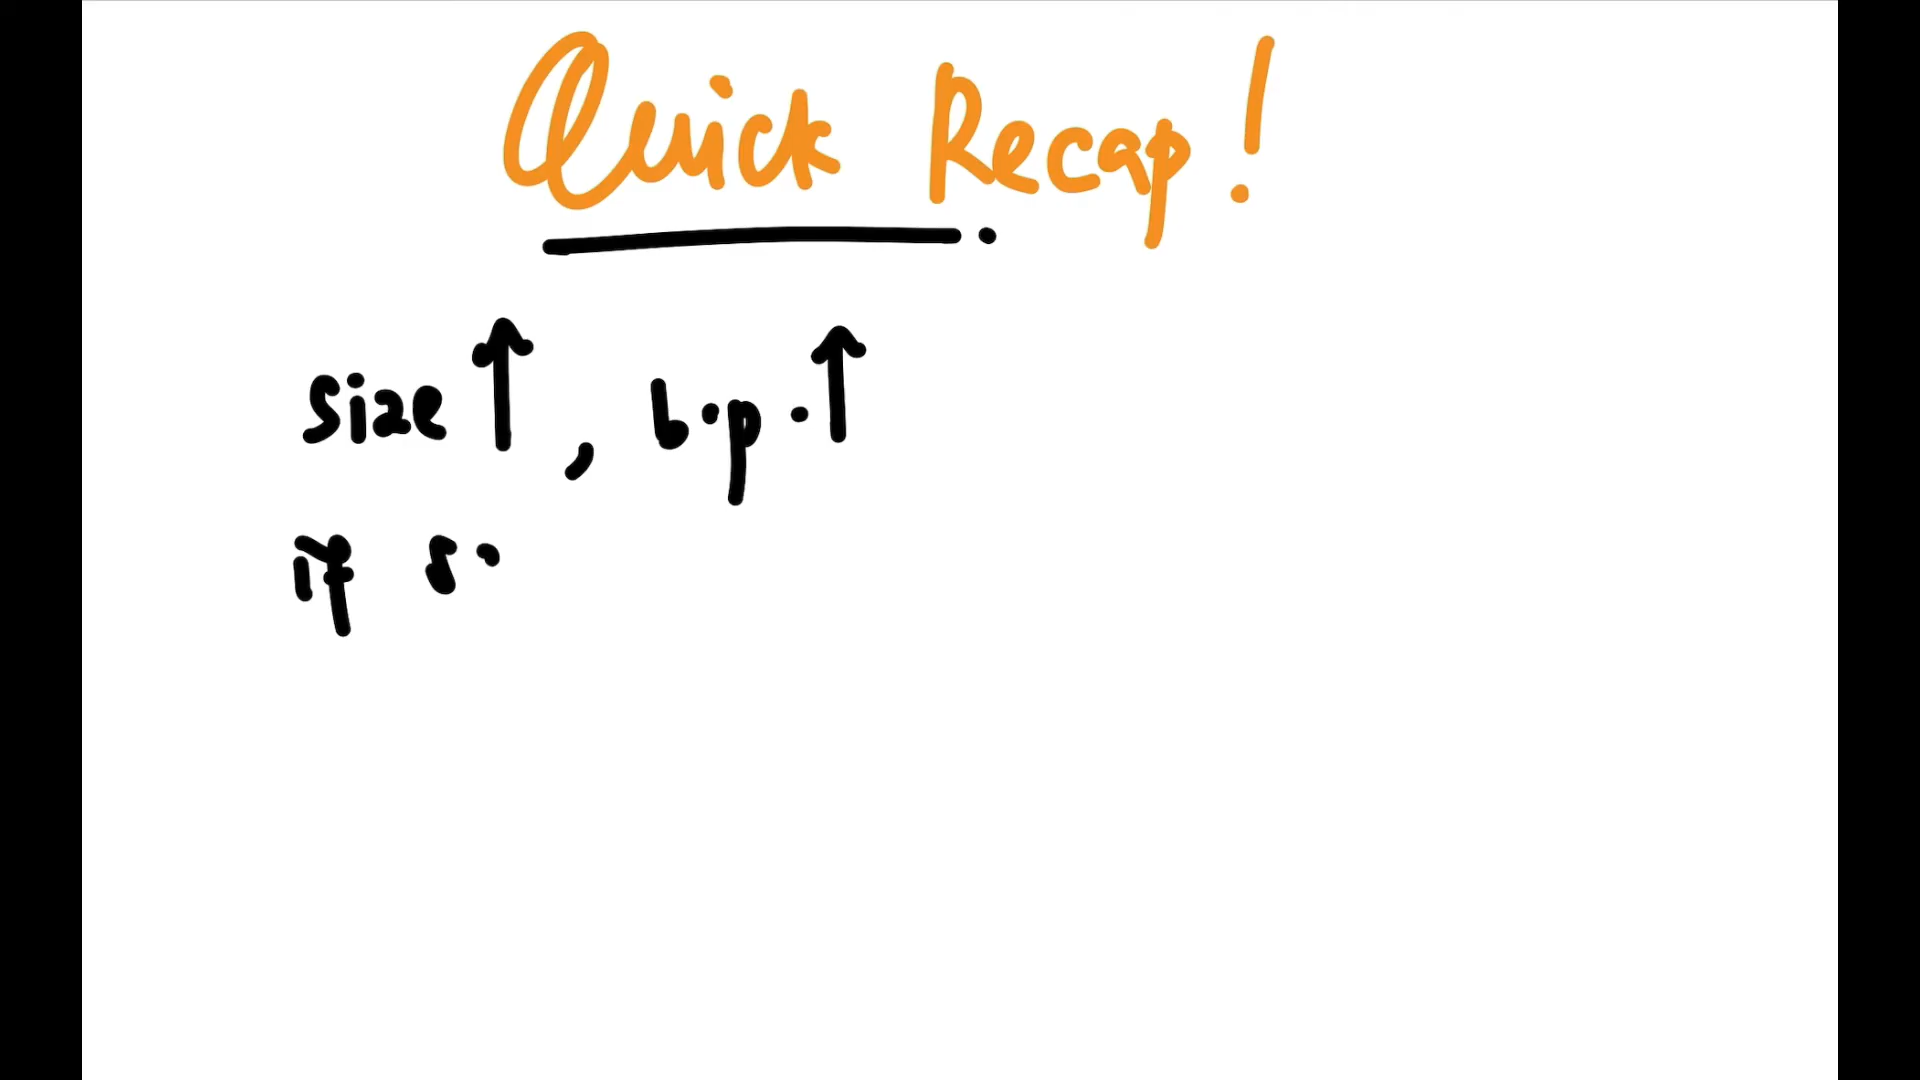 Quick Recap!
size ↑, b.p. ↑
if